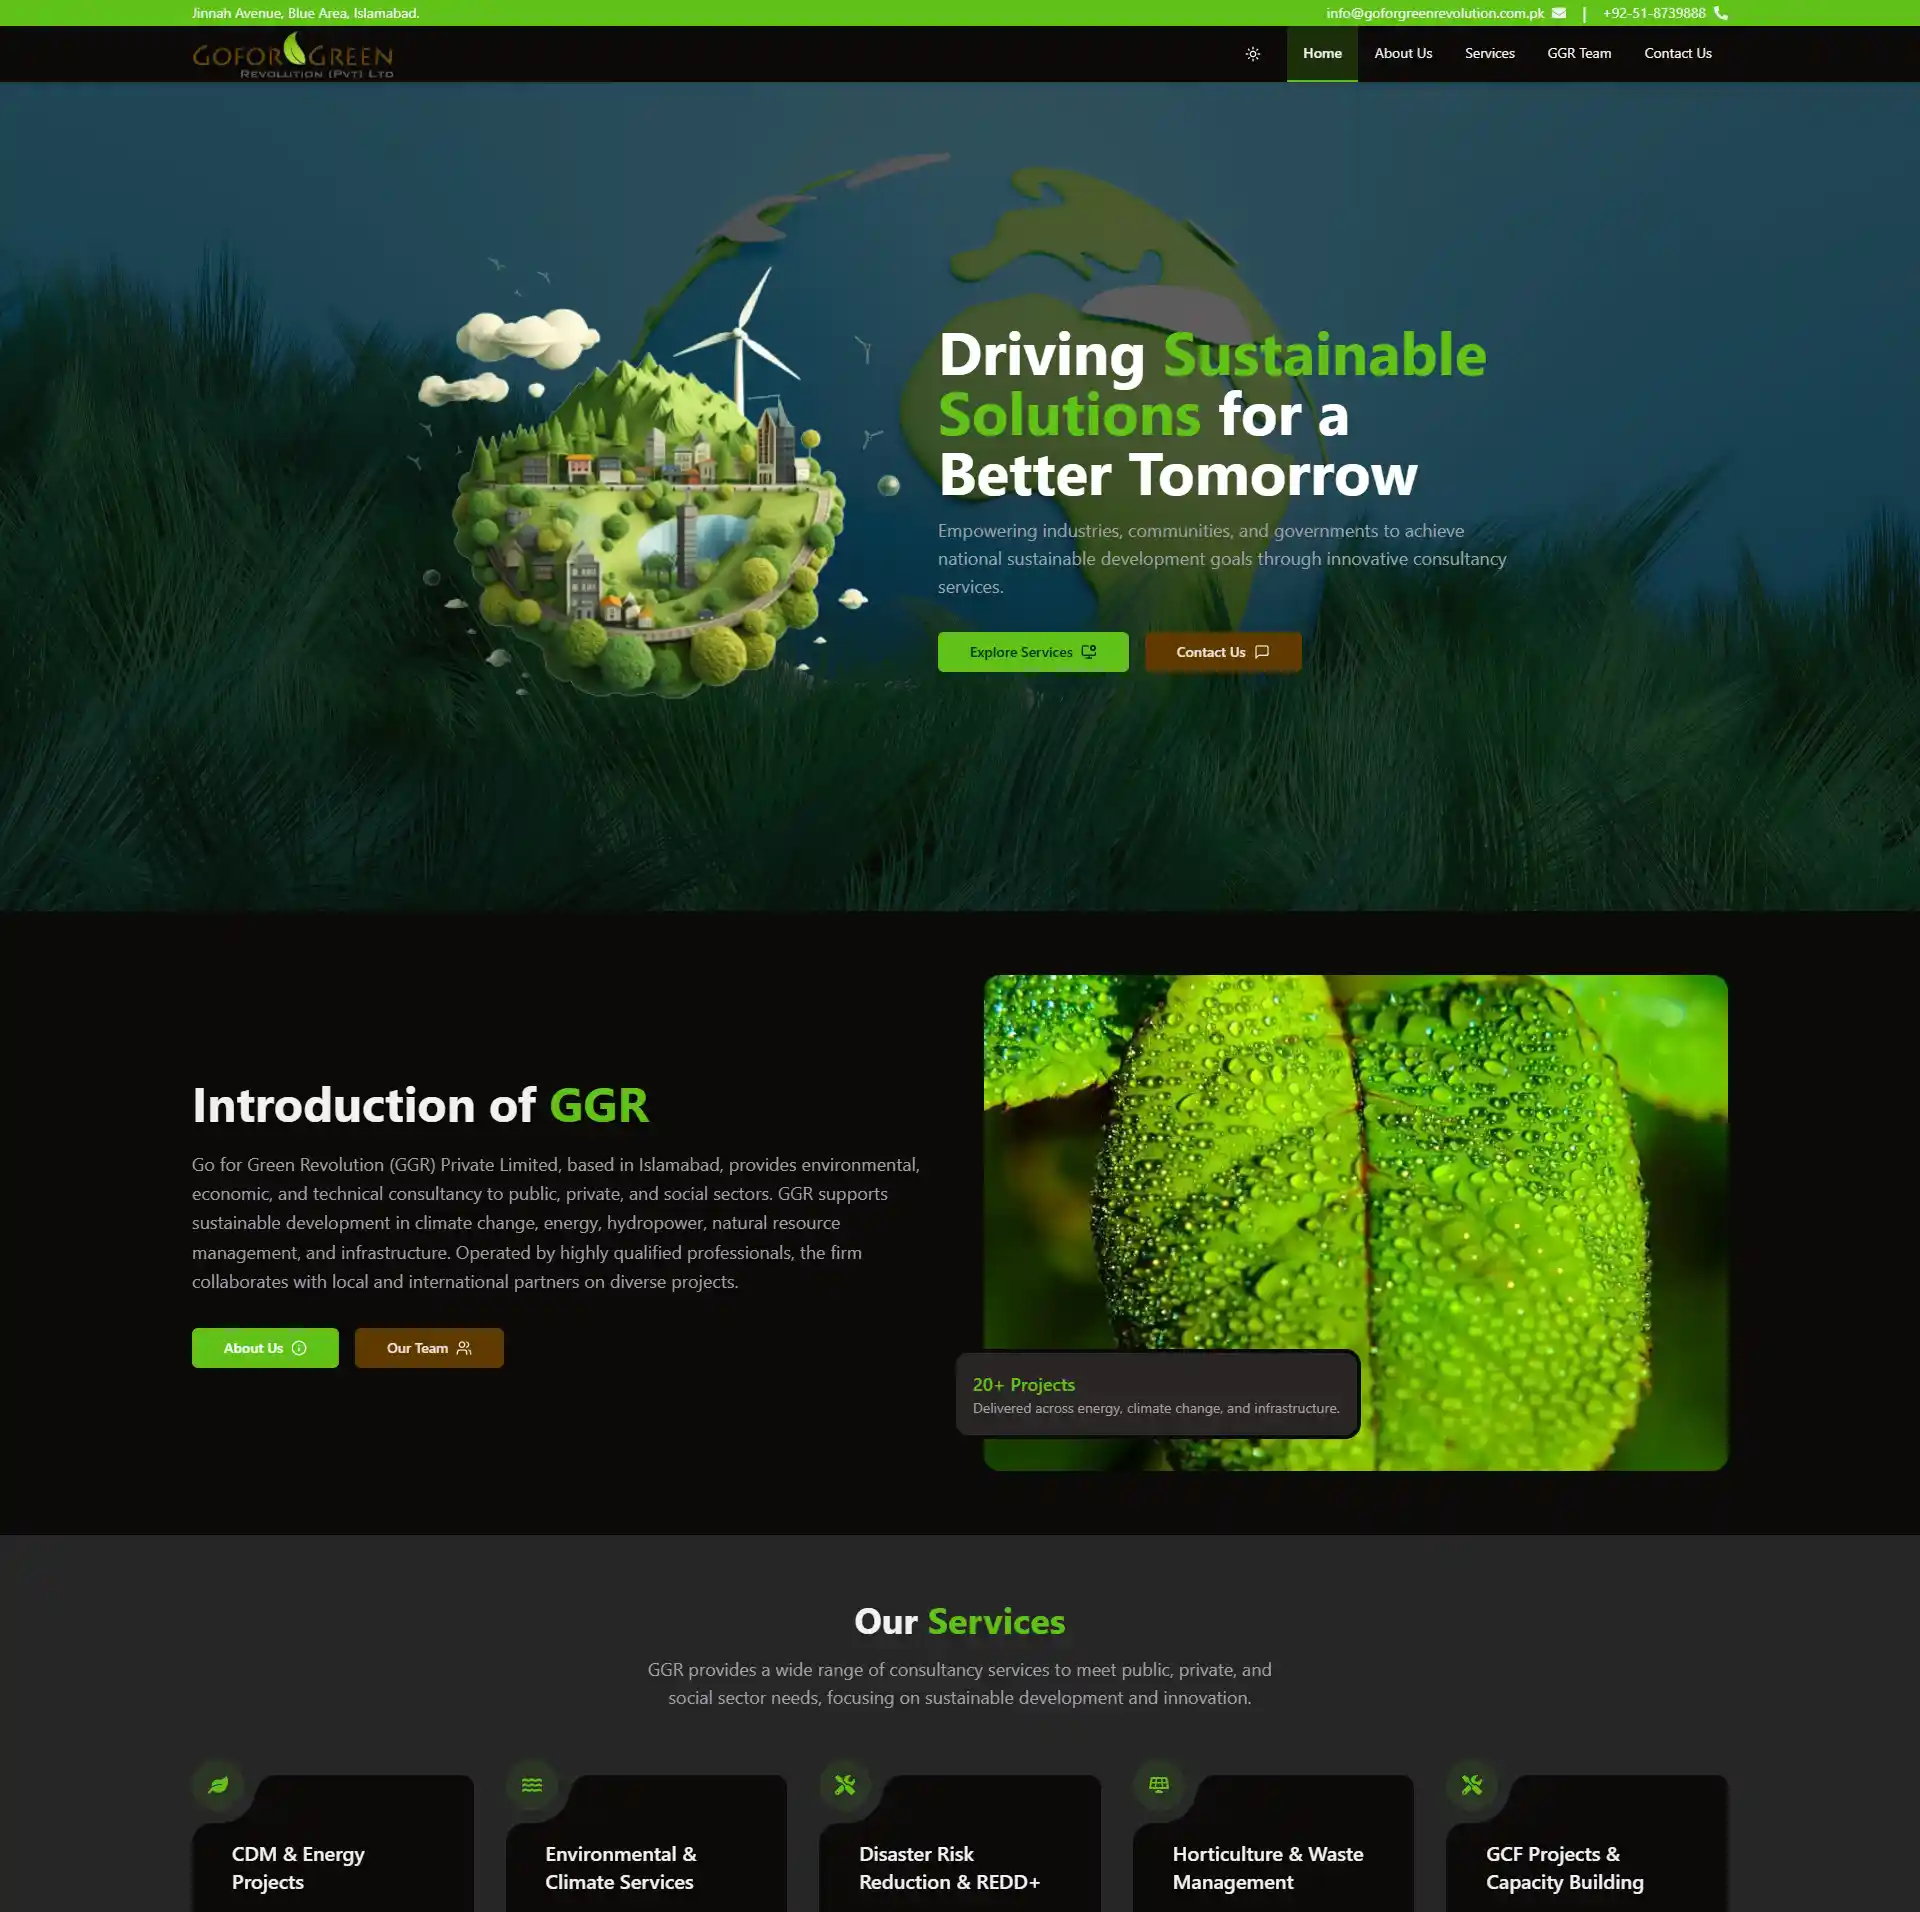 Jinnah Avenue, Blue Area, Islamabad.
info@goforgreenrevolution.com.pk | +92-51-8739888
GOFOR GREEN
REVOLUTION (PVT) LTD
Home About Us Services GGR Team Contact Us
Driving Sustainable
Solutions for a
Better Tomorrow
Empowering industries, communities, and governments to achieve
national sustainable development goals through innovative consultancy
services.
Explore Services Contact Us
Introduction of GGR
Go for Green Revolution (GGR) Private Limited, based in Islamabad, provides environmental,
economic, and technical consultancy to public, private, and social sectors. GGR supports
sustainable development in climate change, energy, hydropower, natural resource
management, and infrastructure. Operated by highly qualified professionals, the firm
collaborates with local and international partners on diverse projects.
About Us Our Team
20+ Projects
Delivered across energy, climate change, and infrastructure.
Our Services
GGR provides a wide range of consultancy services to meet public, private, and
social sector needs, focusing on sustainable development and innovation.
CDM & Energy
Projects
Environmental &
Climate Services
Disaster Risk
Reduction & REDD+
Horticulture & Waste
Management
GCF Projects &
Capacity Building